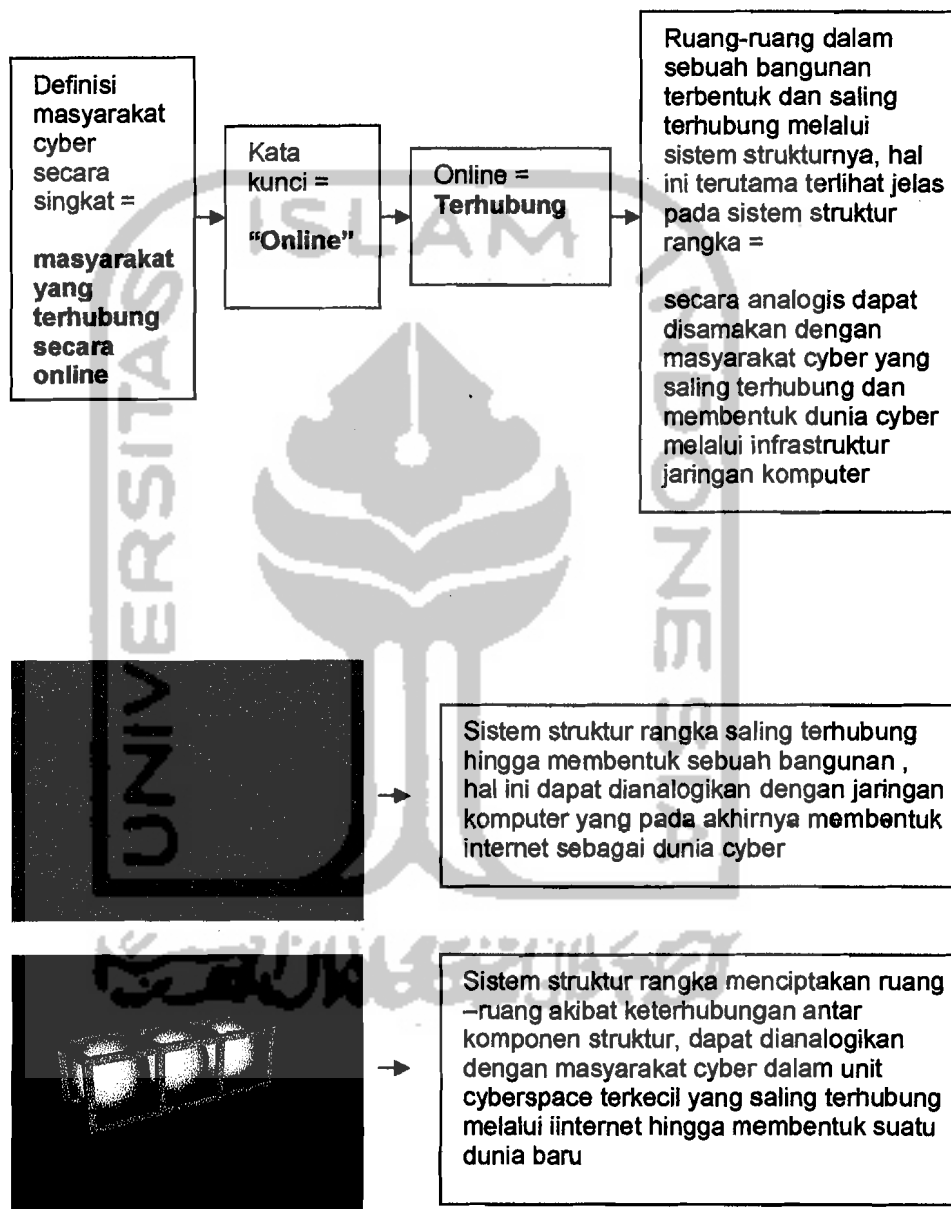 Definisi
masyarakat
cyber
secara
singkat =
masyarakat
yang
terhubung
secara
online
Kata
kunci =
“Online”
Online =
Terhubung
Ruang-ruang dalam
sebuah bangunan
terbentuk dan saling
terhubung melalui
sistem strukturnya, hal
ini terutama terlihat jelas
pada sistem struktur
rangka =
secara analogis dapat
disamakan dengan
masyarakat cyber yang
saling terhubung dan
membentuk dunia cyber
melalui infrastruktur
jaringan komputer
UNIVERSITAS
ISLAM
INDONESIA
Sistem struktur rangka saling terhubung
hingga membentuk sebuah bangunan ,
hal ini dapat dianalogikan dengan jaringan
komputer yang pada akhirnya membentuk
internet sebagai dunia cyber
Sistem struktur rangka menciptakan ruang
–ruang akibat keterhubungan antar
komponen struktur, dapat dianalogikan
dengan masyarakat cyber dalam unit
cyberspace terkecil yang saling terhubung
melalui iinternet hingga membentuk suatu
dunia baru